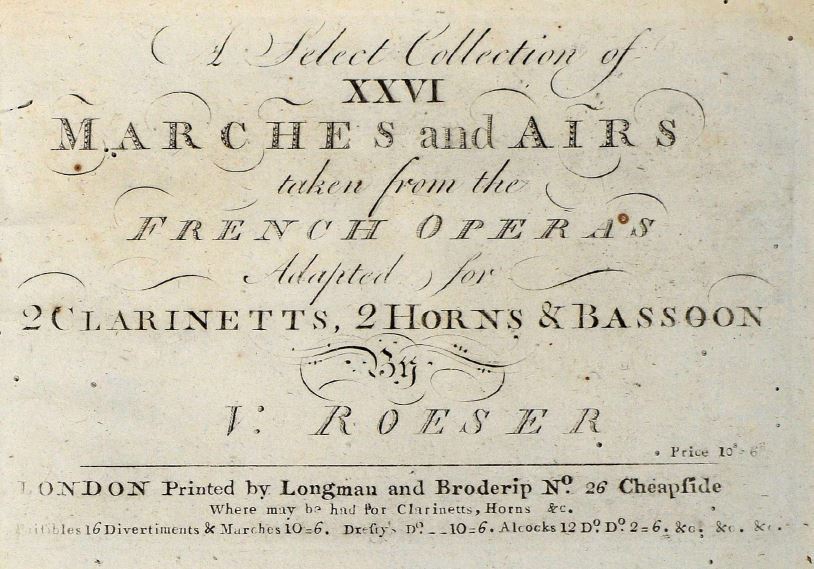 A Select Collection of
XXVI
MARCHES and AIRS
taken from the
FRENCH OPERA'S
Adapted for
2 CLARINETTS, 2 HORNS & BASSOON
By
V. ROESER
Price 10s-6d
LONDON Printed by Longman and Broderip No. 26 Cheapſide
Where may be had for Clarinetts, Horns &c.
16 Divertiments & Marches 10=6. Do. 10=6. Alcocks 12 Do. Do. 2=6. &c. &c. &c.